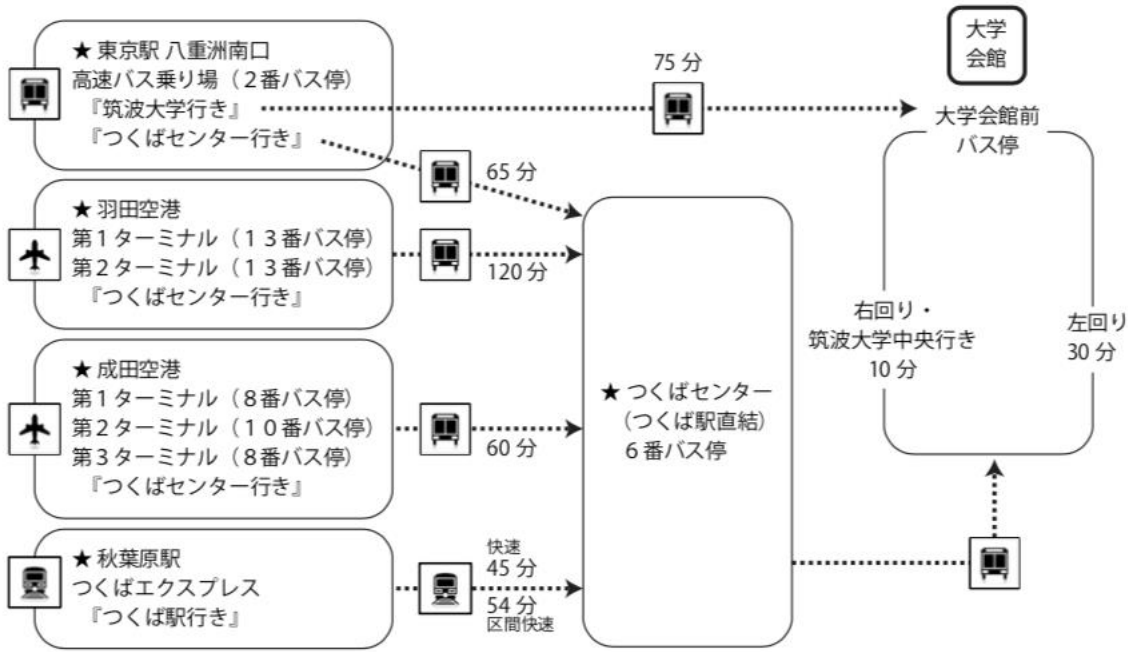 ★ 東京駅 八重洲南口
高速バス乗り場（２番バス停）
『筑波大学行き』
『つくばセンター行き』
75 分
65 分
大学
会館
大学会館前
バス停
★ 羽田空港
第１ターミナル（１３番バス停）
第２ターミナル（１３番バス停）
『つくばセンター行き』
120 分
★ 成田空港
第１ターミナル（８番バス停）
第２ターミナル（１０番バス停）
第３ターミナル（８番バス停）
『つくばセンター行き』
60 分
★ 秋葉原駅
つくばエクスプレス
『つくば駅行き』
快速
45 分
54 分
区間快速
★ つくばセンター
（つくば駅直結）
６番バス停
右回り・
筑波大学中央行き
10 分
左回り
30 分